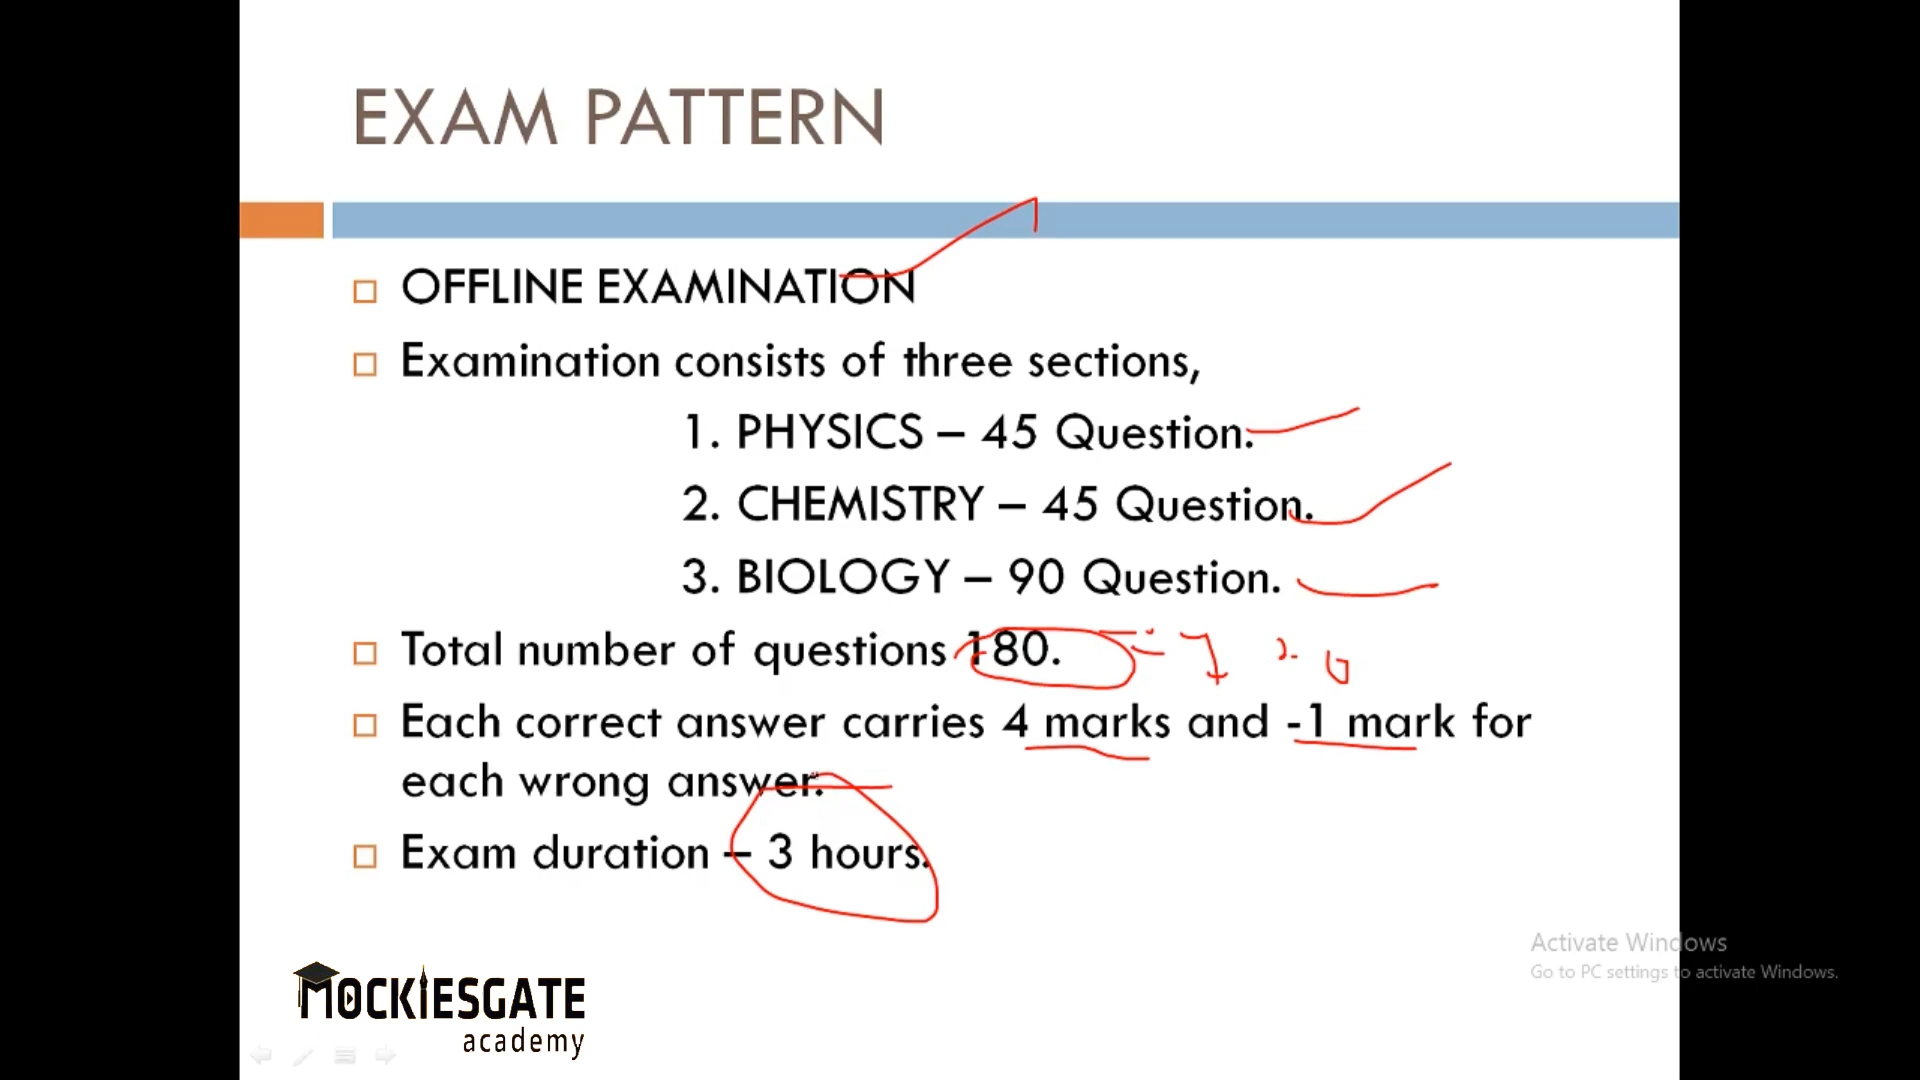 EXAM PATTERN
OFFLINE EXAMINATION
Examination consists of three sections,
1. PHYSICS – 45 Question.
2. CHEMISTRY – 45 Question.
3. BIOLOGY – 90 Question.
Total number of questions 180.
Each correct answer carries 4 marks and -1 mark for
each wrong answer.
Exam duration – 3 hours.
MOCKIESGATE
academy
Activate Windows
Go to PC settings to activate Windows.